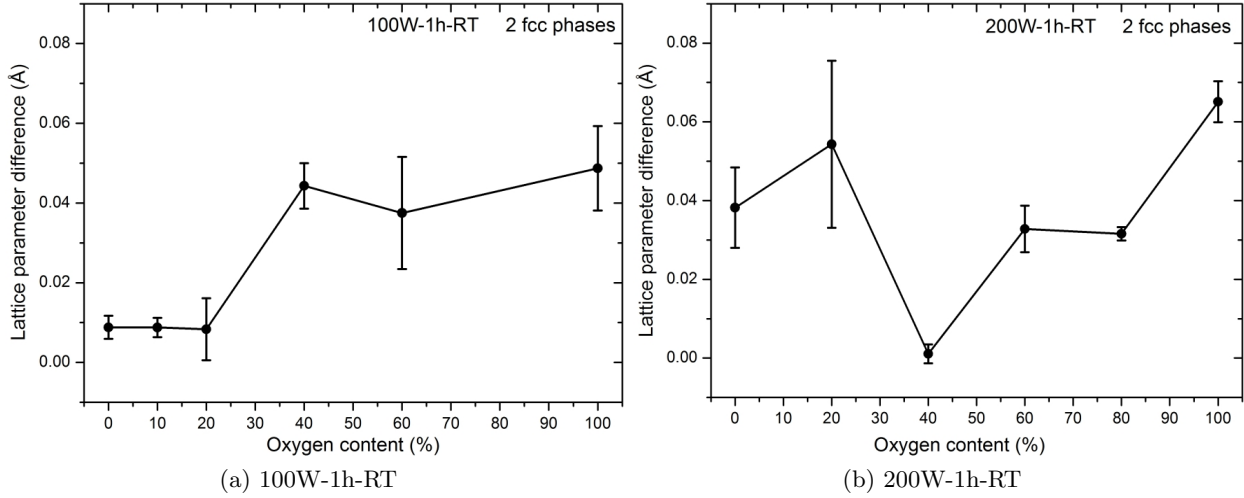 100W-1h-RT 2 fcc phases
Lattice parameter difference (Å)
0.08
0.06
0.04
0.02
0.00
0 10 20 30 40 50 60 70 80 90 100
Oxygen content (%)
(a) 100W-1h-RT
200W-1h-RT 2 fcc phases
Lattice parameter difference (Å)
0.08
0.06
0.04
0.02
0.00
0 10 20 30 40 50 60 70 80 90 100
Oxygen content (%)
(b) 200W-1h-RT